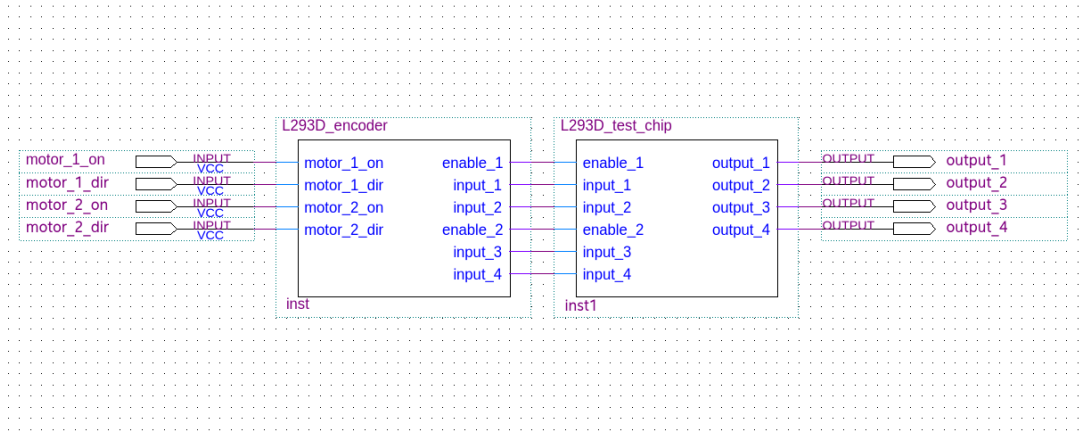 L293D_encoder L293D_test_chip
motor_1_on INPUT VCC motor_1_on enable_1 enable_1 output_1 OUTPUT output_1
motor_1_dir INPUT VCC motor_1_dir input_1 input_1 output_2 OUTPUT output_2
motor_2_on INPUT VCC motor_2_on input_2 input_2 output_3 OUTPUT output_3
motor_2_dir INPUT VCC motor_2_dir enable_2 enable_2 output_4 OUTPUT output_4
input_3 input_3
input_4 input_4
inst inst1